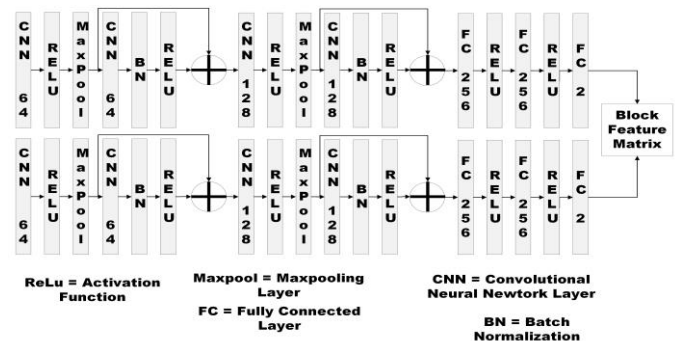 CNN 64
RELU
MaxPool
CNN 64
BN
RELU
CNN 128
RELU
MaxPool
CNN 128
BN
RELU
FC 256
RELU
FC 256
RELU
FC 2
CNN 64
RELU
MaxPool
CNN 64
BN
RELU
CNN 128
RELU
MaxPool
CNN 128
BN
RELU
FC 256
RELU
FC 256
RELU
FC 2
Block
Feature
Matrix
ReLu = Activation
Function
Maxpool = Maxpooling
Layer
FC = Fully Connected
Layer
CNN = Convolutional
Neural Newtork Layer
BN = Batch
Normalization